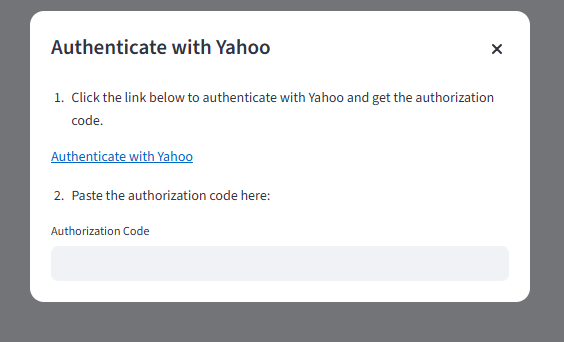 Authenticate with Yahoo
1. Click the link below to authenticate with Yahoo and get the authorization
code.
Authenticate with Yahoo
2. Paste the authorization code here:
Authorization Code